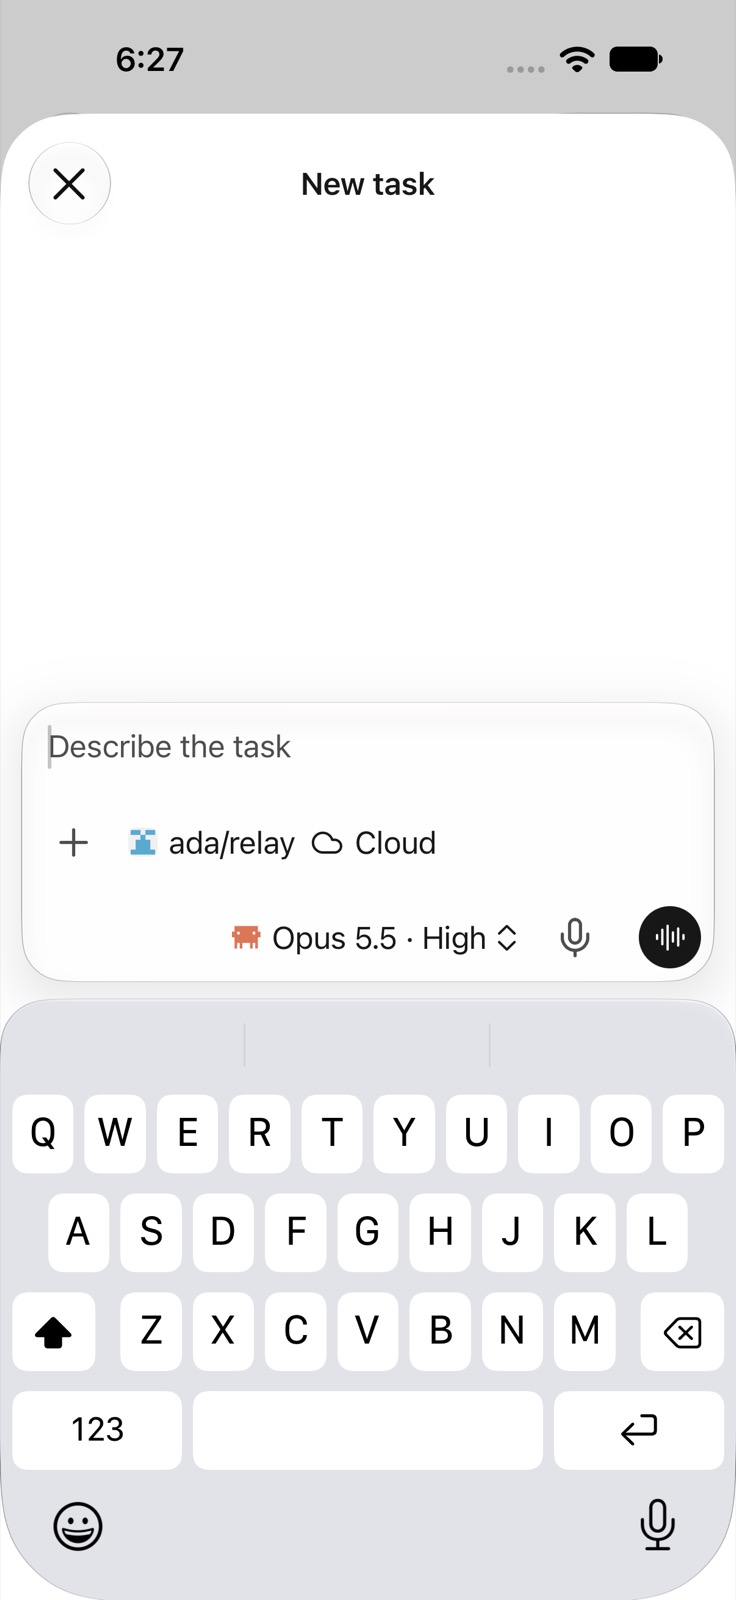 6:27
New task
Describe the task
ada/relay Cloud
Opus 5.5 · High
Q W E R T Y U I O P
A S D F G H J K L
Z X C V B N M
123